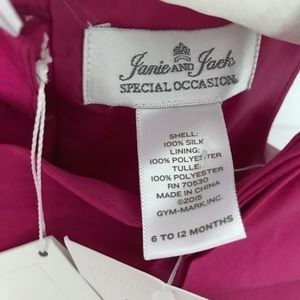 Janie AND Jack
SPECIAL OCCASION
SHELL:
100% SILK
LINING:
100% POLYESTER
TULLE:
100% POLYESTER
RN 70530
MADE IN CHINA
©2015
GYM-MARK, INC.
6 TO 12 MONTHS